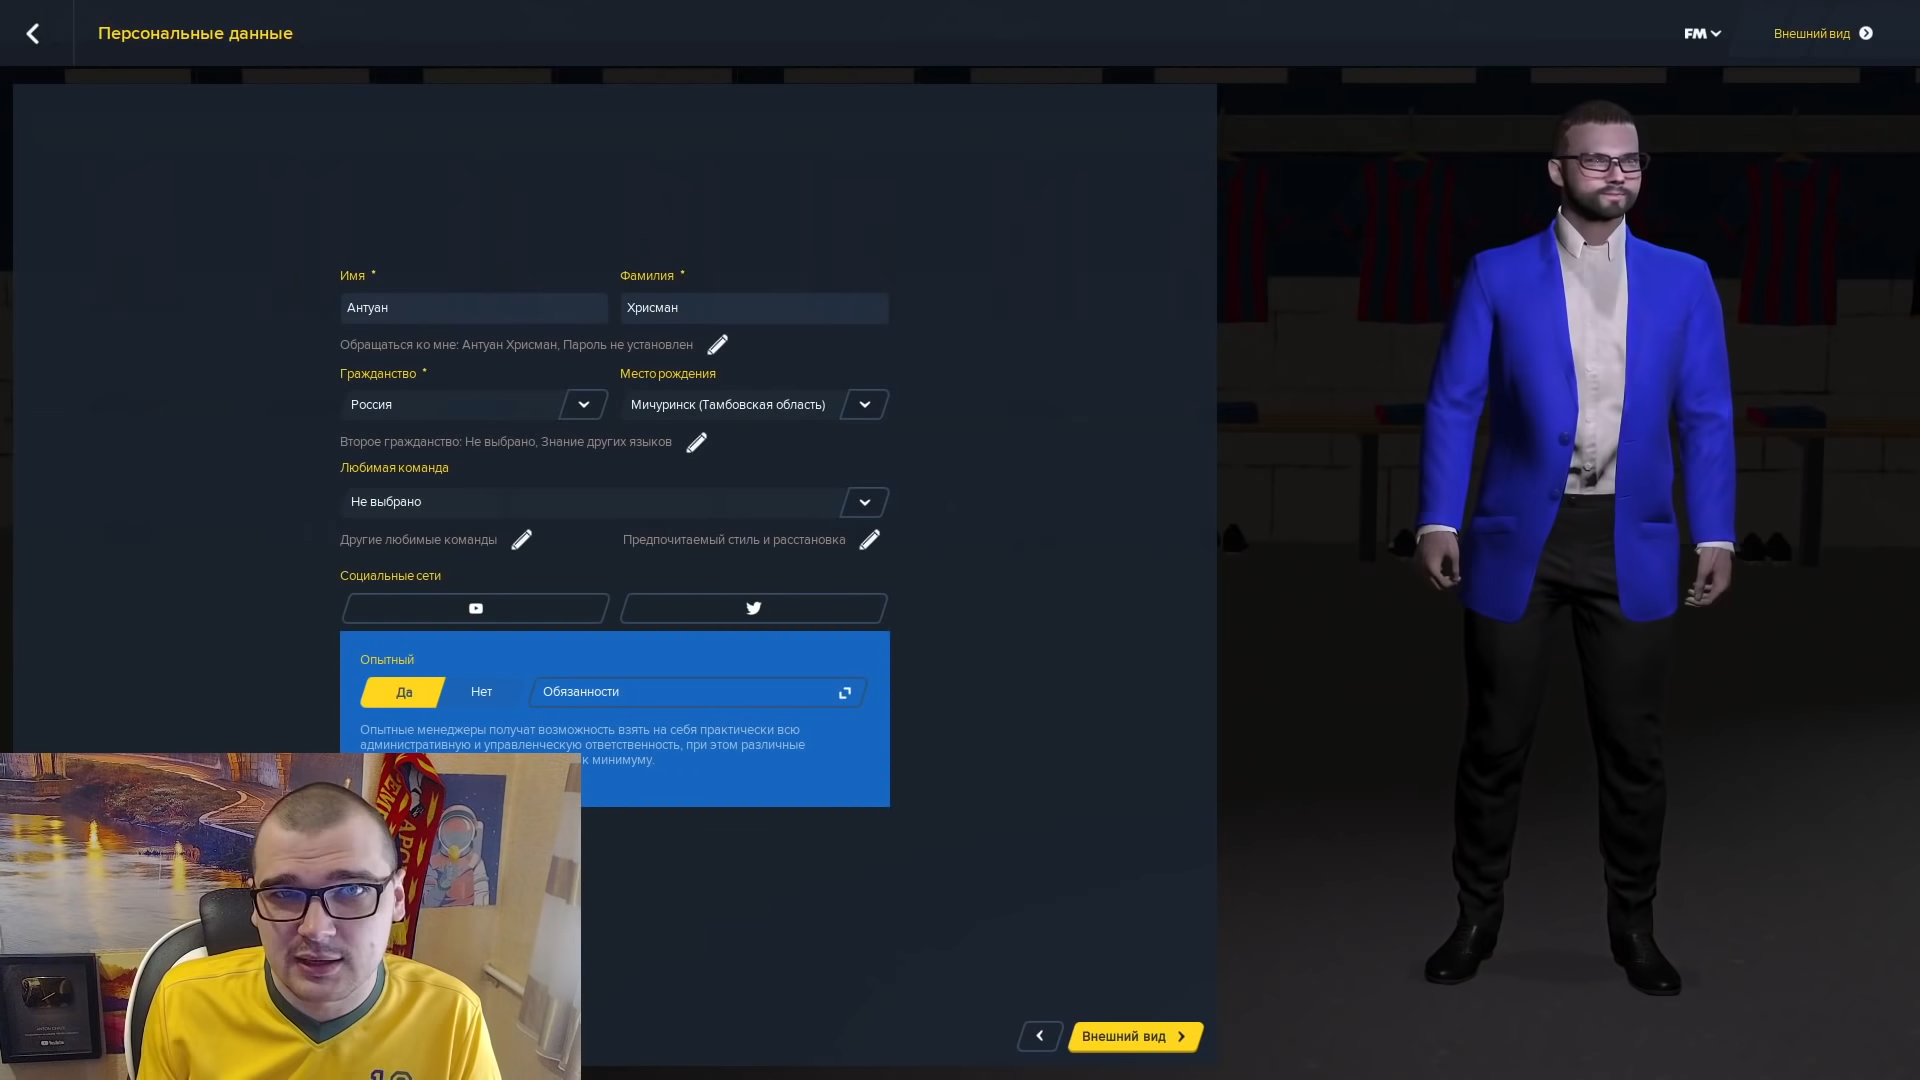 Персональные данные
FM
Внешний вид
Имя *
Фамилия *
Антуан
Хрисман
Обращаться ко мне: Антуан Хрисман, Пароль не установлен
Гражданство *
Место рождения
Россия
Мичуринск (Тамбовская область)
Второе гражданство: Не выбрано, Знание других языков
Любимая команда
Не выбрано
Другие любимые команды
Предпочитаемый стиль и расстановка
Социальные сети
Опытный
Да
Нет
Обязанности
Опытные менеджеры получат возможность взять на себя практически всю
административную и управленческую ответственность, при этом различные
к минимуму.
YouTube
Внешний вид